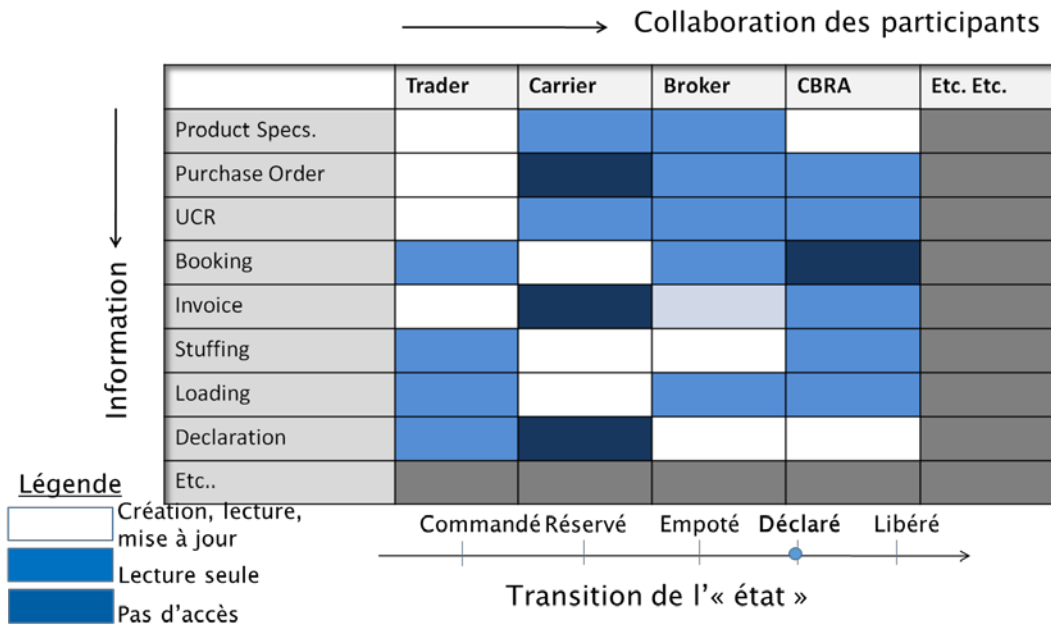 Collaboration des participants
Trader Carrier Broker CBRA Etc. Etc.
Product Specs.
Purchase Order
UCR
Booking
Invoice
Stuffing
Loading
Declaration
Etc..
Information
Légende
Création, lecture,
mise à jour
Lecture seule
Pas d'accès
Commandé Réservé Empoté Déclaré Libéré
Transition de l'« état »